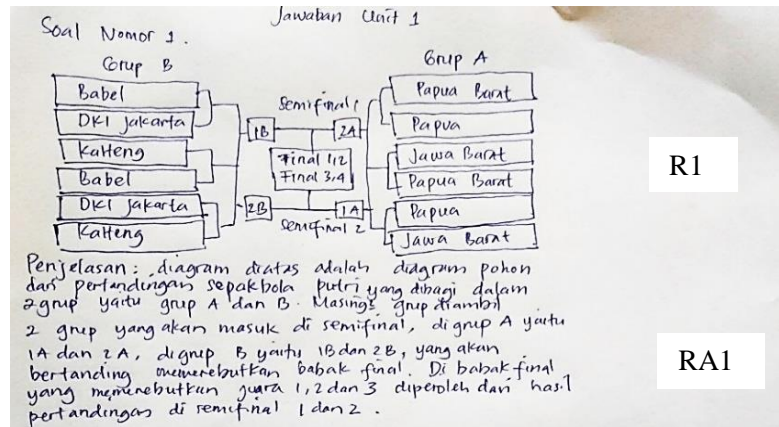 Jawaban Unit 1
Soal Nomor 1.
Grup B
Grup A
Babel
DKI Jakarta
Kalteng
Babel
DKI Jakarta
Kalteng
1B
2B
Semifinal 1
Final 1,2
Final 3,4
Semifinal 2
2A
1A
Papua Barat
Papua
Jawa Barat
Papua Barat
Papua
Jawa Barat
R1
Penjelasan : diagram diatas adalah diagram pohon
dari pertandingan sepakbola putri yang dibagi dalam
2 grup yaitu grup A dan B. Masing2 grup diambil
2 grup yang akan masuk di semifinal, di grup A yaitu
1A dan 2A, di grup B yaitu 1B dan 2B, yang akan
bertanding memerebutkan babak final. Di babak final
yang memerebutkan juara 1, 2 dan 3 diperoleh dari hasil
pertandingan di semifinal 1 dan 2.
RA1